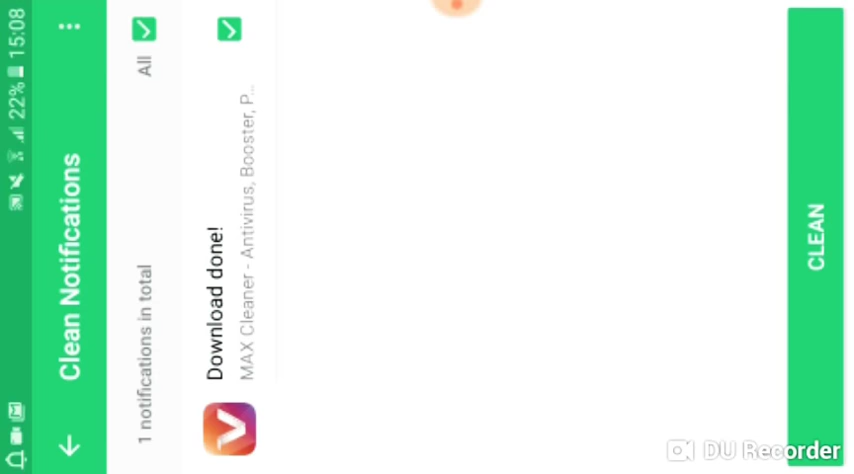 22% 15:08
Clean Notifications
1 notifications in total
All
Download done!
MAX Cleaner - Antivirus, Booster, P...
CLEAN
DU Recorder